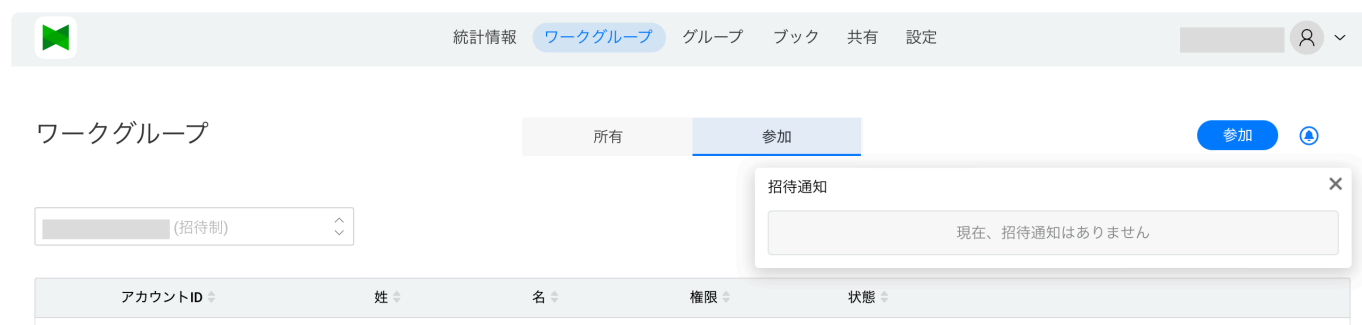 統計情報 ワークグループ グループ ブック 共有 設定
ワークグループ
所有 参加
参加
招待通知
(招待制)
現在、招待通知はありません
アカウントID 姓 名 権限 状態